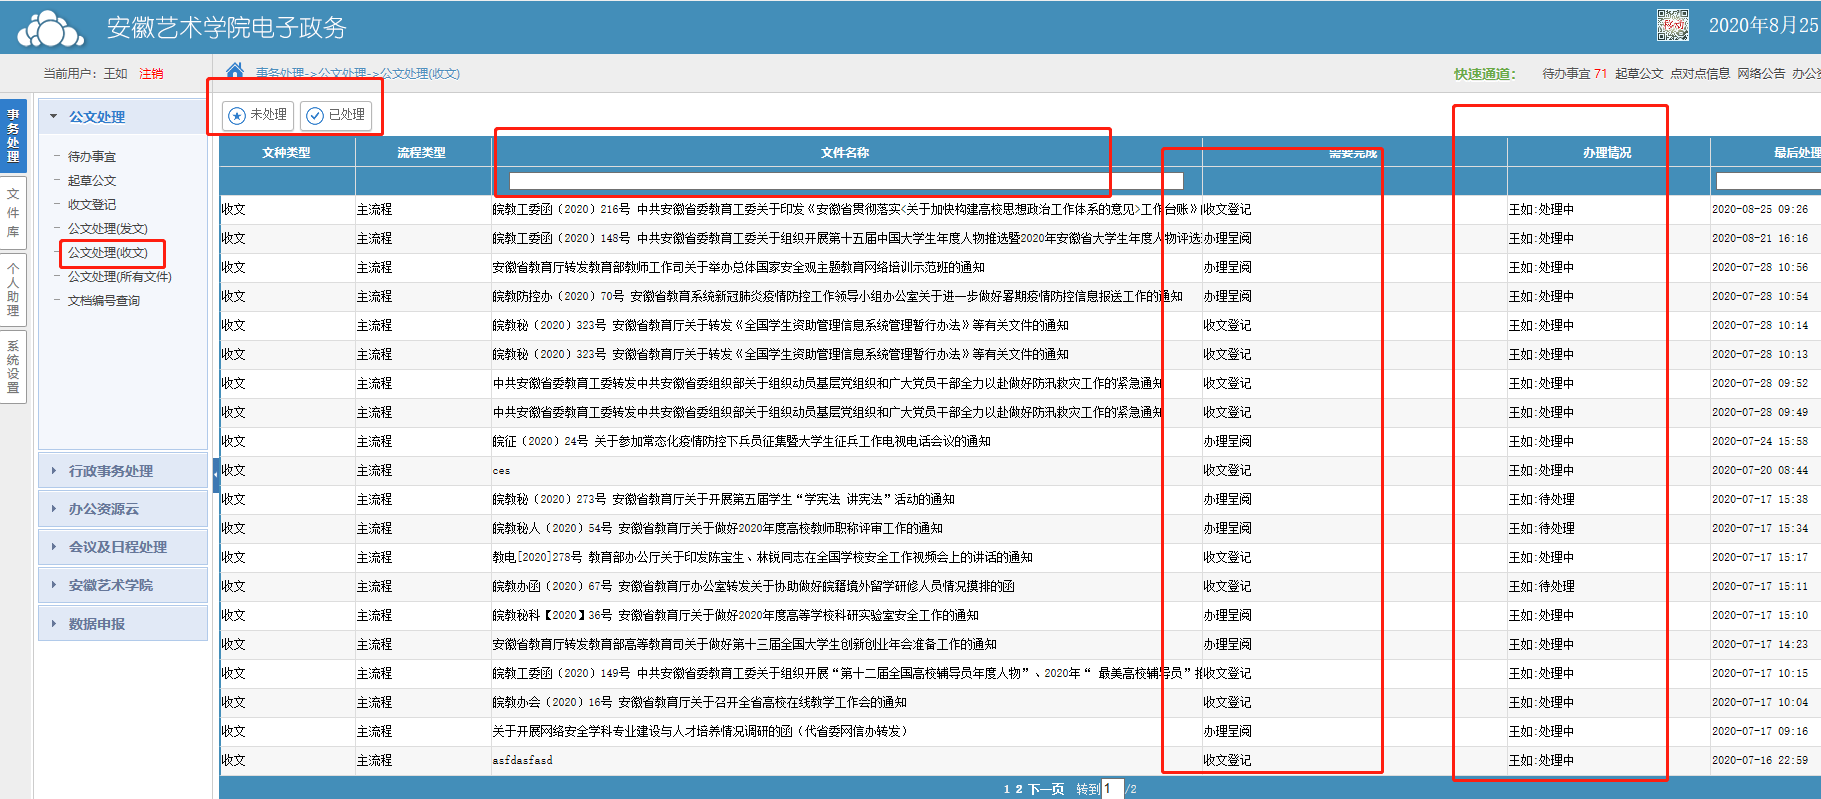 安徽艺术学院电子政务
2020年8月25
当前用户：王如 注销
事务处理->公文处理->公文处理(收文)
快速通道： 待办事宜 71 起草公文 点对点信息 网络公告 办公资
事务处理
文件库
个人助理
系统设置
公文处理
待办事宜
起草公文
收文登记
公文处理(发文)
公文处理(收文)
公文处理(所有文件)
文档编号查询
行政事务处理
办公资源云
会议及日程处理
安徽艺术学院
数据申报
未处理 已处理
文种类型 流程类型 文件名称 需要完成 办理情况 最后处理
收文 主流程 皖教工委函〔2020〕216号 中共安徽省委教育工委关于印发《安徽省贯彻落实<关于加快构建高校思想政治工作体系的意见>工作台账》 收文登记 王如:处理中 2020-08-25 09:26
收文 主流程 皖教工委函〔2020〕148号 中共安徽省委教育工委关于组织开展第十五届中国大学生年度人物推选暨2020年安徽省大学生年度人物评选 办理呈阅 王如:处理中 2020-08-21 16:16
收文 主流程 安徽省教育厅转发教育部教师工作司关于举办总体国家安全观主题教育网络培训示范班的通知 办理呈阅 王如:处理中 2020-07-28 10:56
收文 主流程 皖教防控办〔2020〕70号 安徽省教育系统新冠肺炎疫情防控工作领导小组办公室关于进一步做好暑期疫情防控信息报送工作的通知 办理呈阅 王如:处理中 2020-07-28 10:54
收文 主流程 皖教秘〔2020〕323号 安徽省教育厅关于转发《全国学生资助管理信息系统管理暂行办法》等有关文件的通知 收文登记 王如:处理中 2020-07-28 10:14
收文 主流程 皖教秘〔2020〕323号 安徽省教育厅关于转发《全国学生资助管理信息系统管理暂行办法》等有关文件的通知 收文登记 王如:处理中 2020-07-28 10:13
收文 主流程 中共安徽省委教育工委转发中共安徽省委组织部关于组织动员基层党组织和广大党员干部全力以赴做好防汛救灾工作的紧急通知 收文登记 王如:处理中 2020-07-28 09:52
收文 主流程 中共安徽省委教育工委转发中共安徽省委组织部关于组织动员基层党组织和广大党员干部全力以赴做好防汛救灾工作的紧急通知 收文登记 王如:处理中 2020-07-28 09:49
收文 主流程 皖征〔2020〕24号 关于参加常态化疫情防控下兵员征集暨大学生征兵工作电视电话会议的通知 办理呈阅 王如:处理中 2020-07-24 15:58
收文 主流程 ces 收文登记 王如:处理中 2020-07-20 08:44
收文 主流程 皖教秘〔2020〕273号 安徽省教育厅关于开展第五届学生“学宪法 讲宪法”活动的通知 办理呈阅 王如:待处理 2020-07-17 15:38
收文 主流程 皖教秘人〔2020〕54号 安徽省教育厅关于做好2020年度高校教师职称评审工作的通知 办理呈阅 王如:待处理 2020-07-17 15:34
收文 主流程 教电[2020]278号 教育部办公厅关于印发陈宝生、林锐同志在全国学校安全工作视频会上的讲话的通知 收文登记 王如:处理中 2020-07-17 15:17
收文 主流程 皖教办函〔2020〕67号 安徽省教育厅办公室转发关于协助做好皖籍境外留学研修人员情况摸排的函 收文登记 王如:待处理 2020-07-17 15:11
收文 主流程 皖教秘科【2020】36号 安徽省教育厅关于做好2020年度高等学校科研实验室安全工作的通知 办理呈阅 王如:处理中 2020-07-17 15:10
收文 主流程 安徽省教育厅转发教育部高等教育司关于做好第十三届全国大学生创新创业年会准备工作的通知 办理呈阅 王如:处理中 2020-07-17 14:23
收文 主流程 皖教工委函〔2020〕149号 中共安徽省委教育工委关于组织开展“第十二届全国高校辅导员年度人物”、2020年“ 最美高校辅导员”推 收文登记 王如:处理中 2020-07-17 10:15
收文 主流程 皖教办会〔2020〕16号 安徽省教育厅关于召开全省高校在线教学工作会的通知 收文登记 王如:处理中 2020-07-17 10:04
收文 主流程 关于开展网络安全学科专业建设与人才培养情况调研的函（代省委网信办转发） 办理呈阅 王如:处理中 2020-07-17 09:16
收文 主流程 asfdasfasd 收文登记 王如:处理中 2020-07-16 22:59
1 2 下一页 转到 1 /2